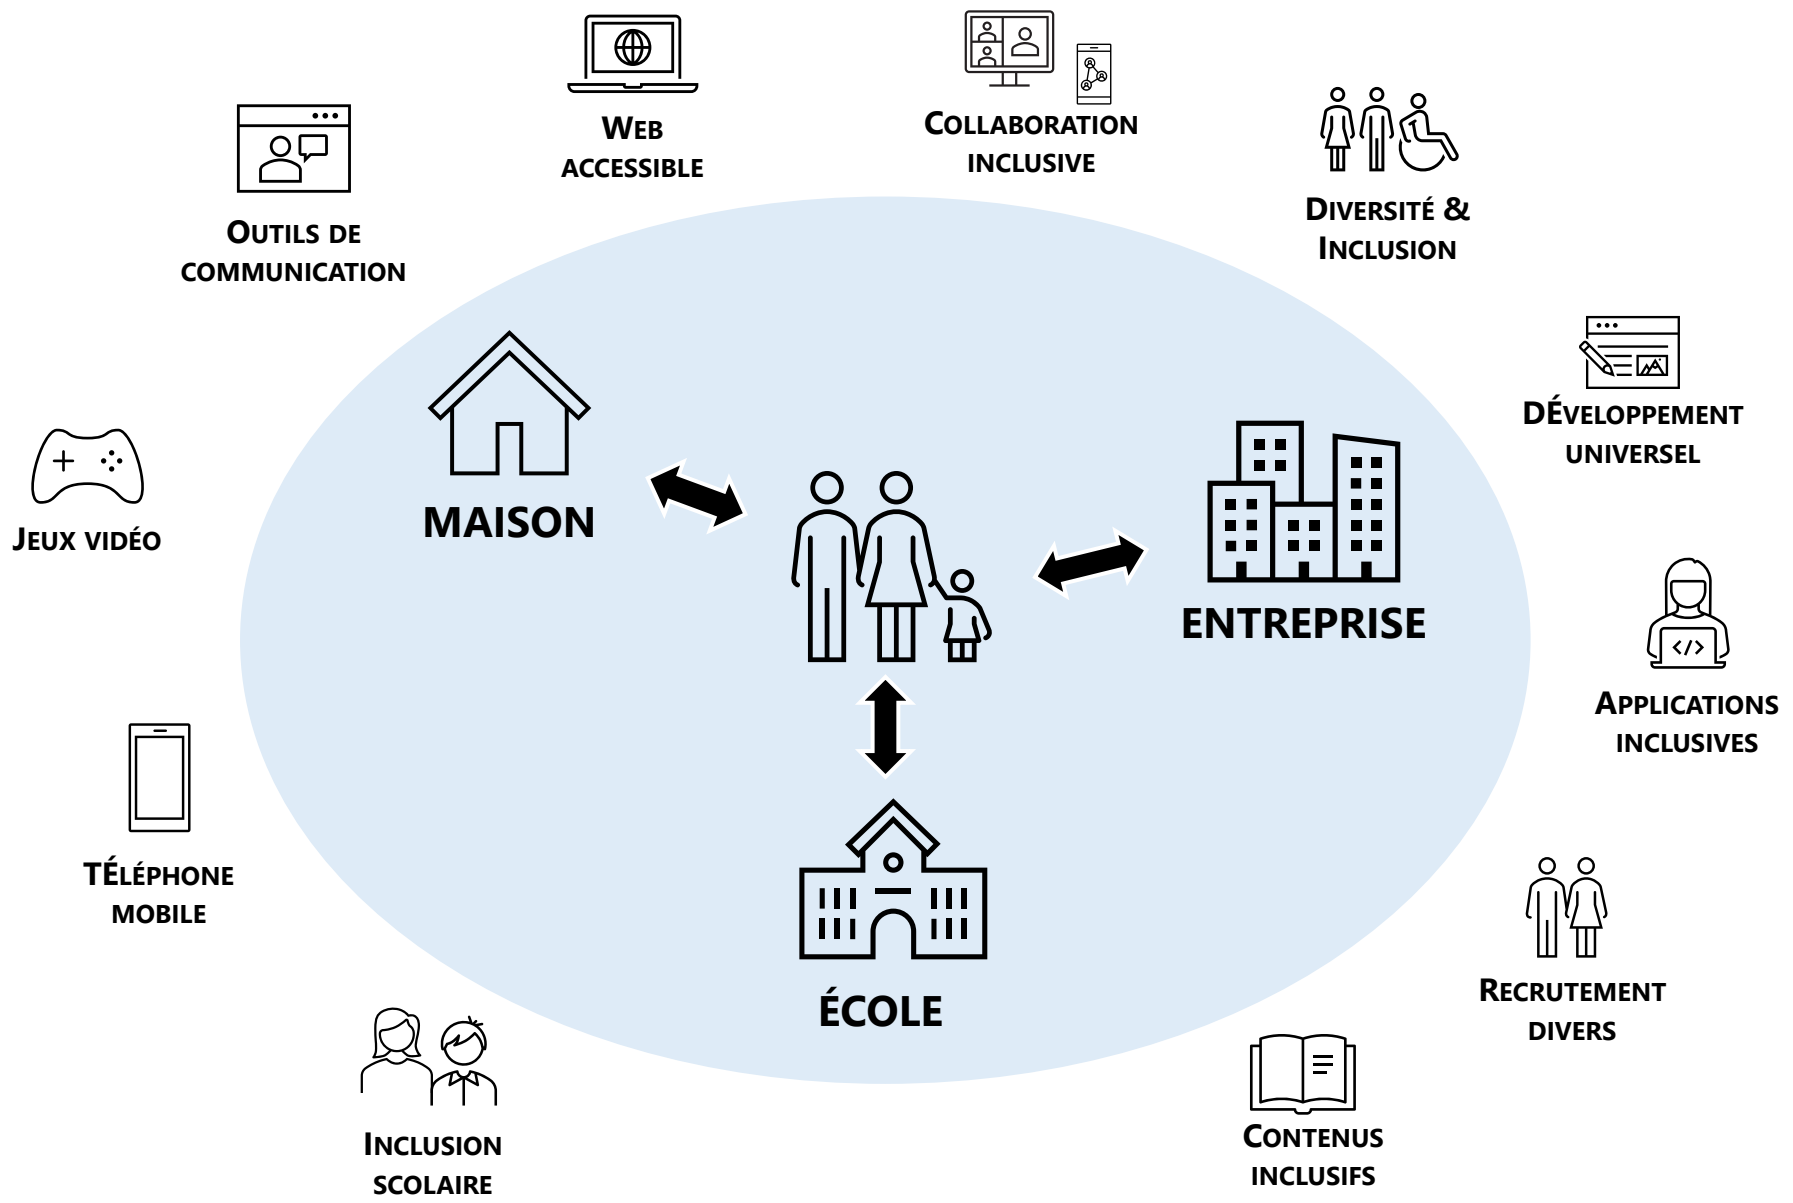 WEB
ACCESSIBLE
COLLABORATION
INCLUSIVE
OUTILS DE
COMMUNICATION
DIVERSITÉ &
INCLUSION
DÉVELOPPEMENT
UNIVERSEL
JEUX VIDÉO
MAISON
ENTREPRISE
APPLICATIONS
INCLUSIVES
</>
TÉLÉPHONE
MOBILE
ÉCOLE
RECRUTEMENT
DIVERS
INCLUSION
SCOLAIRE
CONTENUS
INCLUSIFS